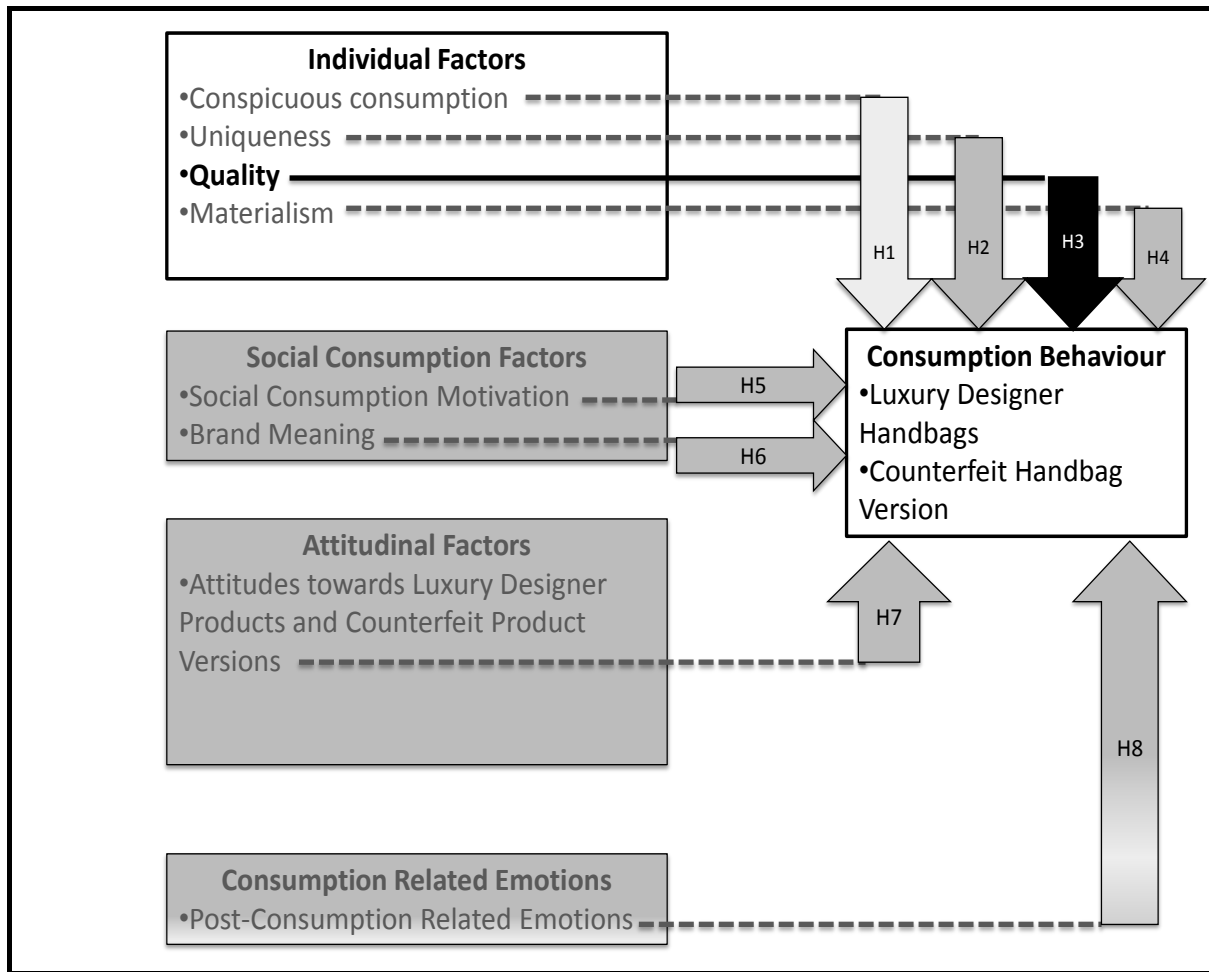 Individual Factors
•Conspicuous consumption
•Uniqueness
•Quality
•Materialism
H1
H2
H3
H4
Social Consumption Factors
•Social Consumption Motivation
•Brand Meaning
H5
H6
Consumption Behaviour
•Luxury Designer
Handbags
•Counterfeit Handbag
Version
Attitudinal Factors
•Attitudes towards Luxury Designer
Products and Counterfeit Product
Versions
H7
H8
Consumption Related Emotions
•Post-Consumption Related Emotions